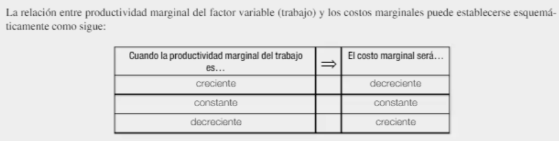 La relación entre productividad marginal del factor variable (trabajo) y los costos marginales puede establecerse esquemá-
ticamente como sigue:
Cuando la productividad marginal del trabajo es… ⇒ El costo marginal será…
creciente decreciente
constante constante
decreciente creciente